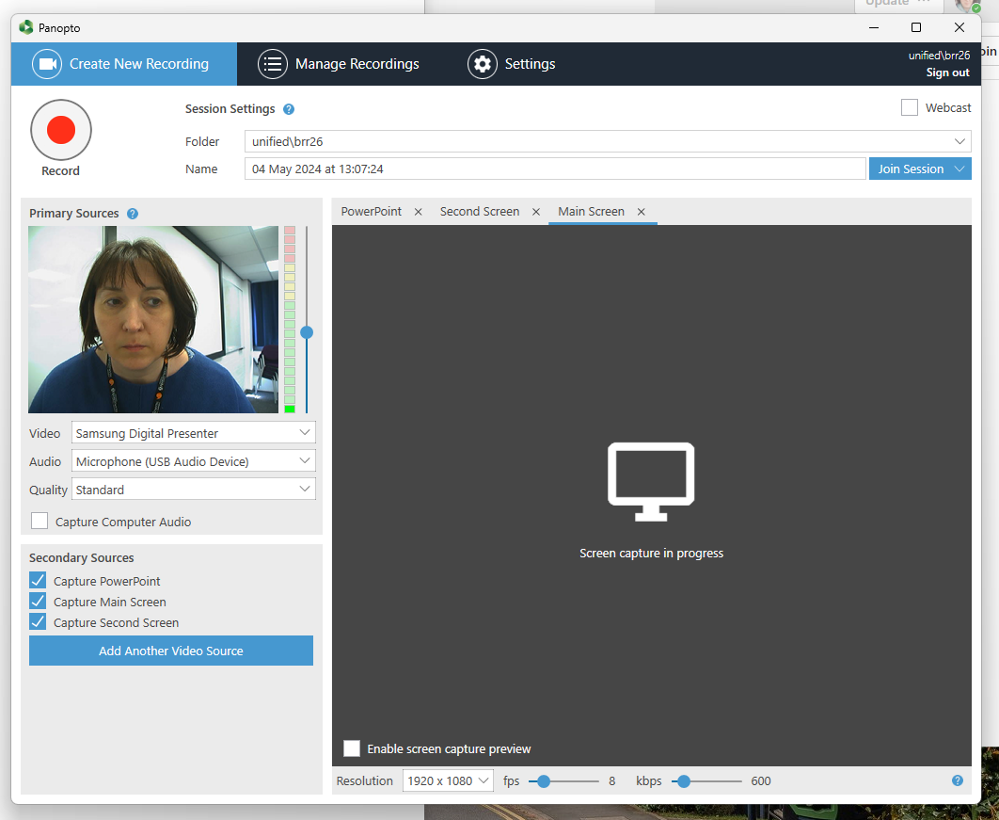 Update
Panopto
Create New Recording
Manage Recordings
Settings
unified\brr26
Sign out
oin
Record
Session Settings ?
Webcast
Folder
unified\brr26
Name
04 May 2024 at 13:07:24
Join Session
Primary Sources ?
PowerPoint
Second Screen
Main Screen
Video
Samsung Digital Presenter
Audio
Microphone (USB Audio Device)
Quality
Standard
Capture Computer Audio
Screen capture in progress
Secondary Sources
Capture PowerPoint
Capture Main Screen
Capture Second Screen
Add Another Video Source
Enable screen capture preview
Resolution
1920 x 1080
fps
8
kbps
600
?